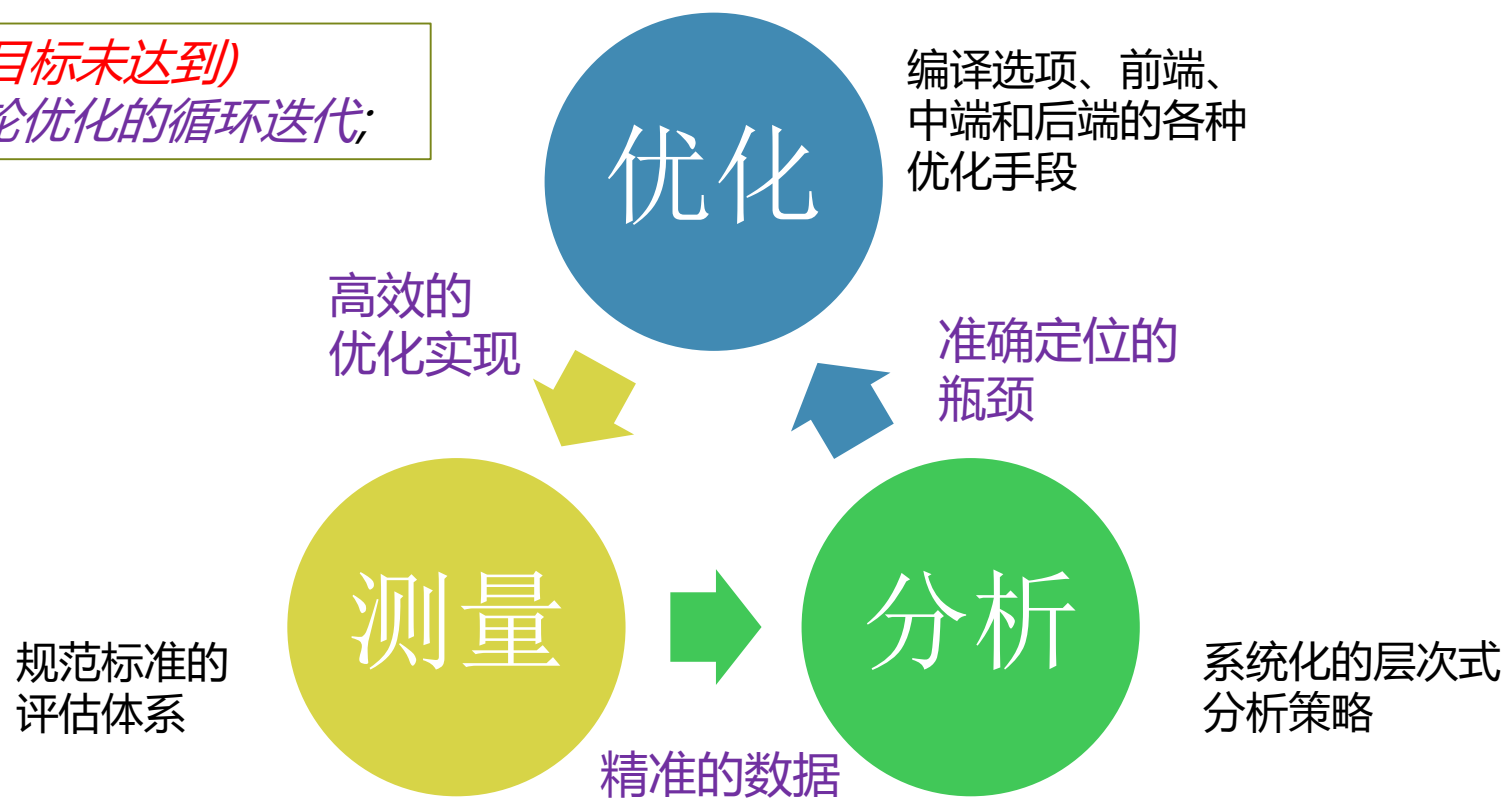 目标未达到)
轮优化的循环迭代;
优化
编译选项、前端、
中端和后端的各种
优化手段
高效的
优化实现
准确定位的
瓶颈
测量
分析
规范标准的
评估体系
系统化的层次式
分析策略
精准的数据